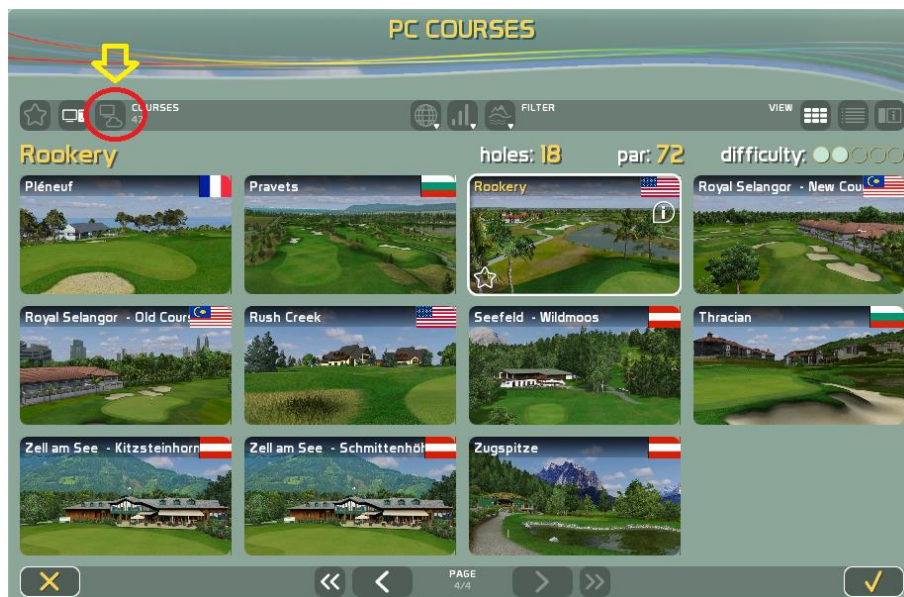 PC COURSES
COURSES
47
FILTER
VIEW
Rookery
holes: 18
par: 72
difficulty:
Pléneuf
Pravets
Rookery
Royal Selangor - New Cou
Royal Selangor - Old Cour
Rush Creek
Seefeld - Wildmoos
Thracian
Zell am See - Kitzsteinhorn
Zell am See - Schmittenhöh
Zugspitze
PAGE
4/4